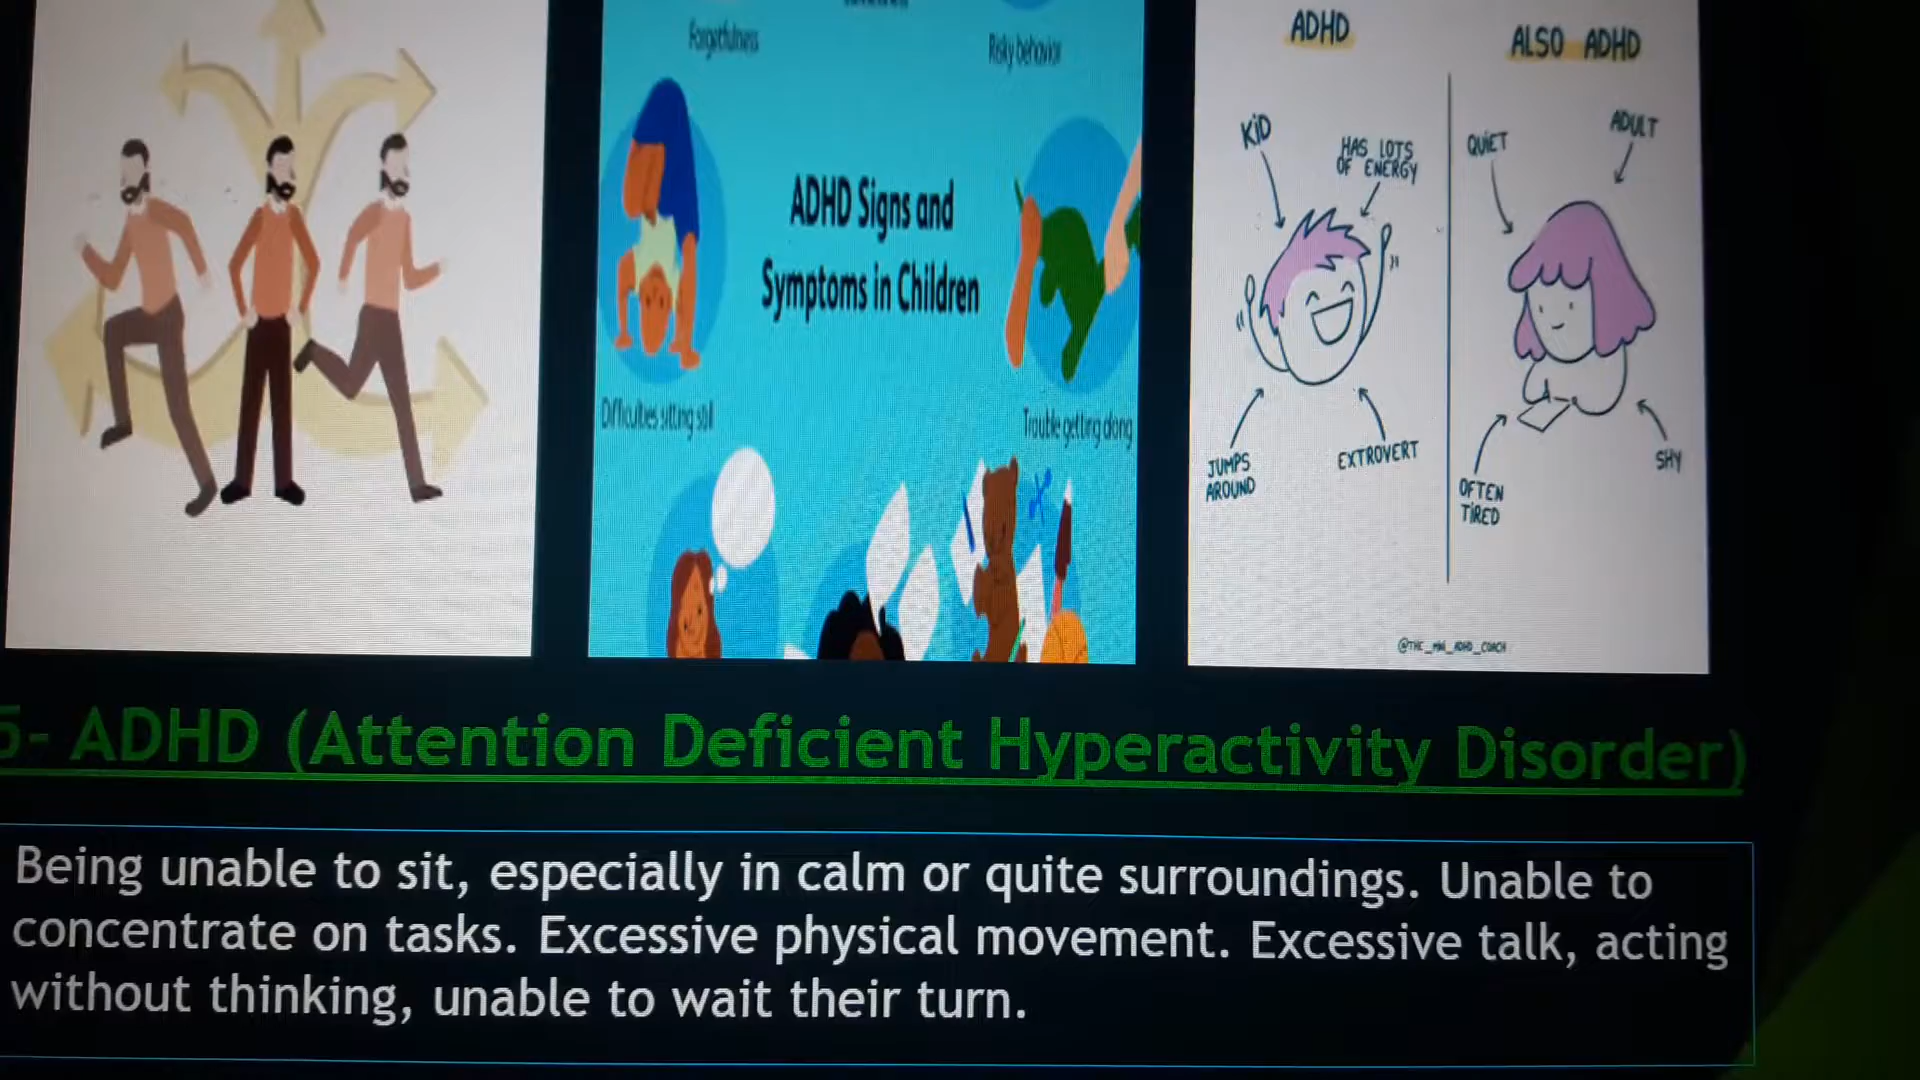 Forgetfulness
Risky behavior
ADHD Signs and
Symptoms in Children
Difficulties sitting still
Trouble getting along
ADHD
ALSO ADHD
KiD
HAS LOTS
OF ENERGY
QUiET
ADULT
JUMPS
AROUND
EXTROVERT
OFTEN
TiRED
SHY
@THE_MINI_ADHD_COACH
5- ADHD (Attention Deficient Hyperactivity Disorder)
Being unable to sit, especially in calm or quite surroundings. Unable to
concentrate on tasks. Excessive physical movement. Excessive talk, acting
without thinking, unable to wait their turn.